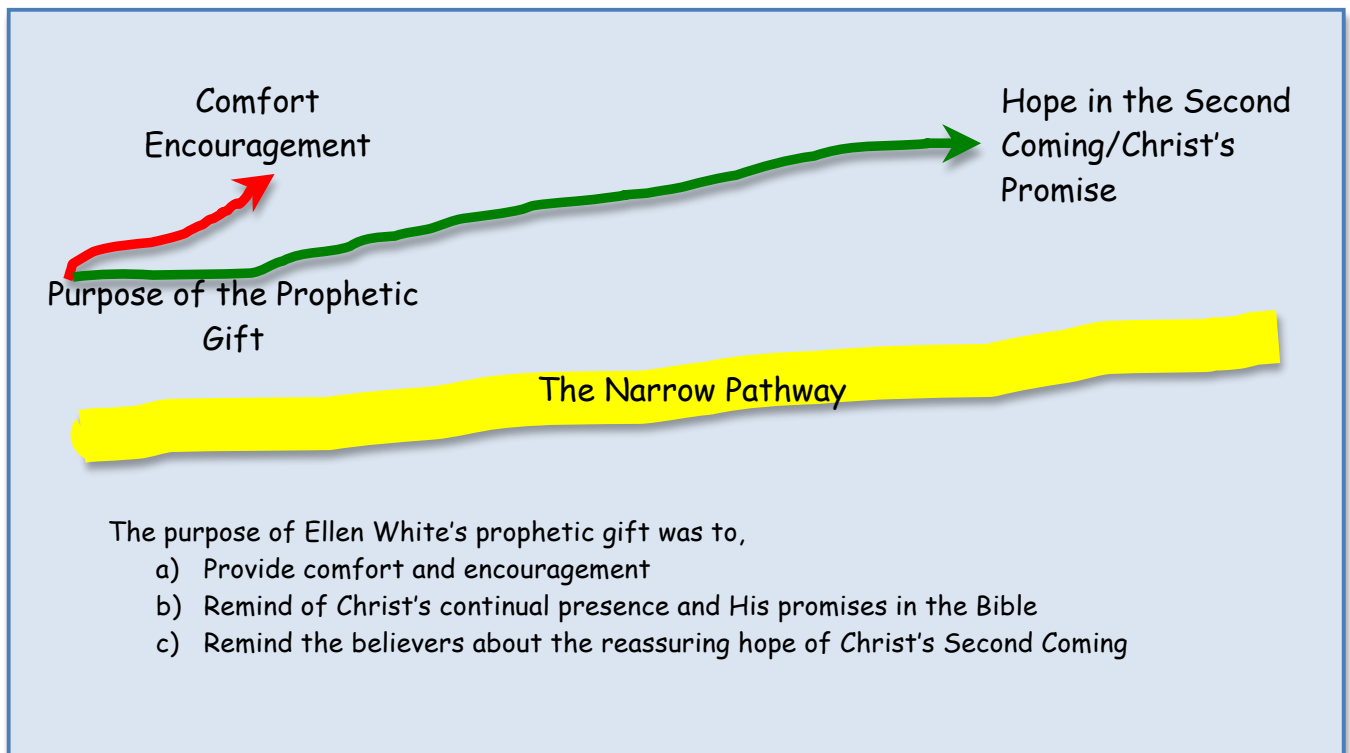 Comfort
Encouragement
Hope in the Second
Coming/Christ's
Promise
Purpose of the Prophetic
Gift
The Narrow Pathway
The purpose of Ellen White's prophetic gift was to,
a) Provide comfort and encouragement
b) Remind of Christ's continual presence and His promises in the Bible
c) Remind the believers about the reassuring hope of Christ's Second Coming